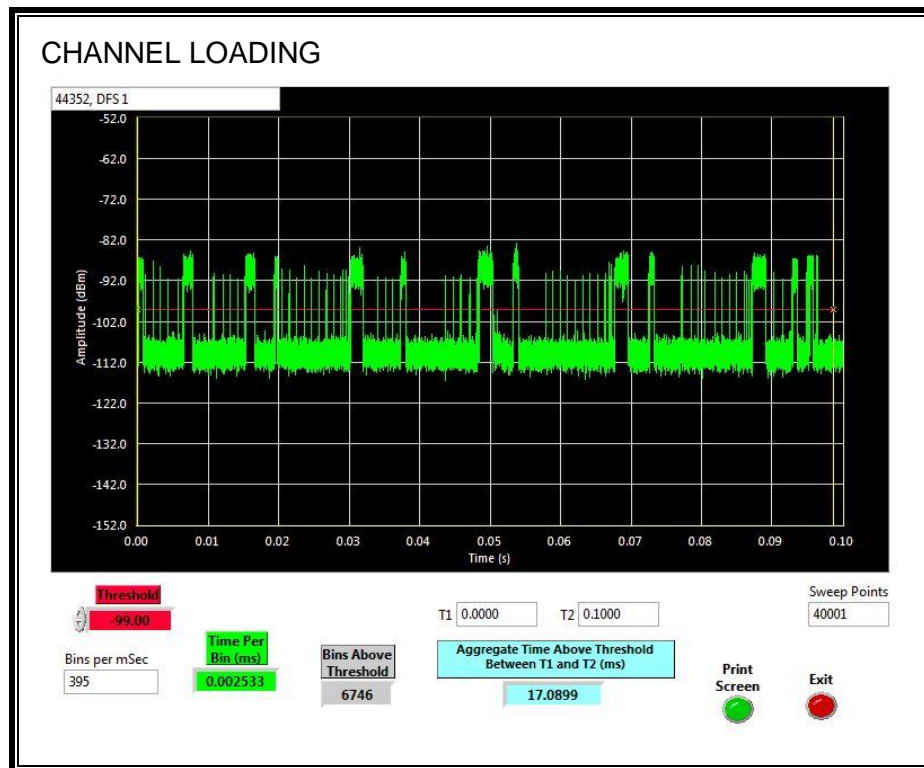 CHANNEL LOADING
44352, DFS 1
-52.0
-62.0
-72.0
-82.0
-92.0
-102.0
-112.0
-122.0
-132.0
-142.0
-152.0
Amplitude (dBm)
0.00 0.01 0.02 0.03 0.04 0.05 0.06 0.07 0.08 0.09 0.10
Time (s)
Threshold
-99.00
Bins per mSec
395
Time Per
Bin (ms)
0.002533
Bins Above
Threshold
6746
T1 0.0000 T2 0.1000
Aggregate Time Above Threshold
Between T1 and T2 (ms)
17.0899
Sweep Points
40001
Print
Screen
Exit